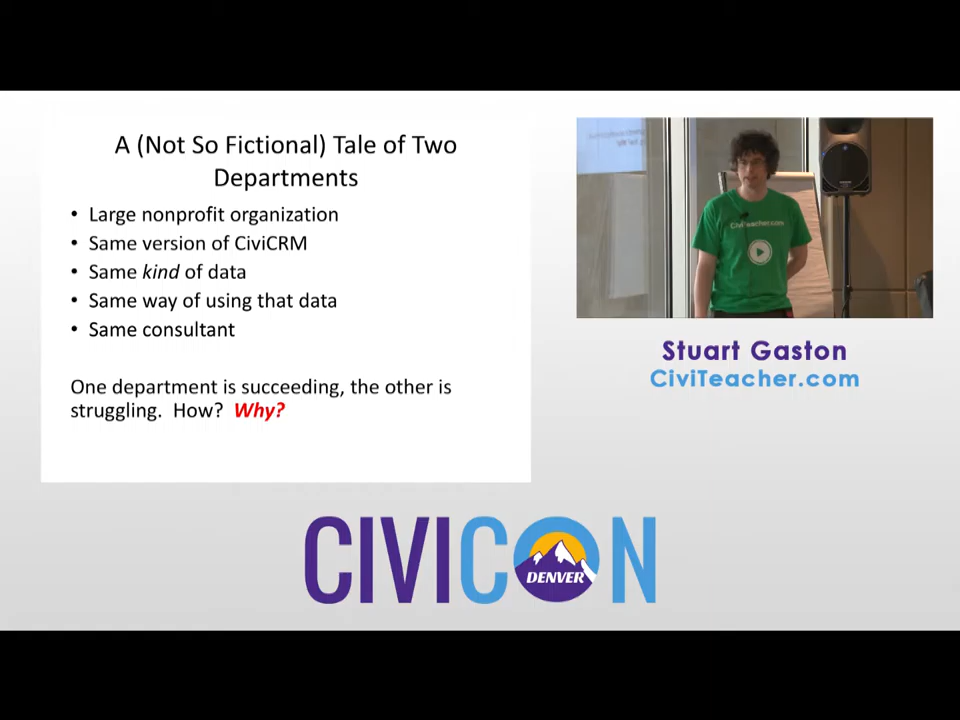 A (Not So Fictional) Tale of Two
Departments
• Large nonprofit organization
• Same version of CiviCRM
• Same kind of data
• Same way of using that data
• Same consultant
One department is succeeding, the other is
struggling. How? Why?
CiviTeacher.com
Stuart Gaston
CiviTeacher.com
CIVICON
DENVER